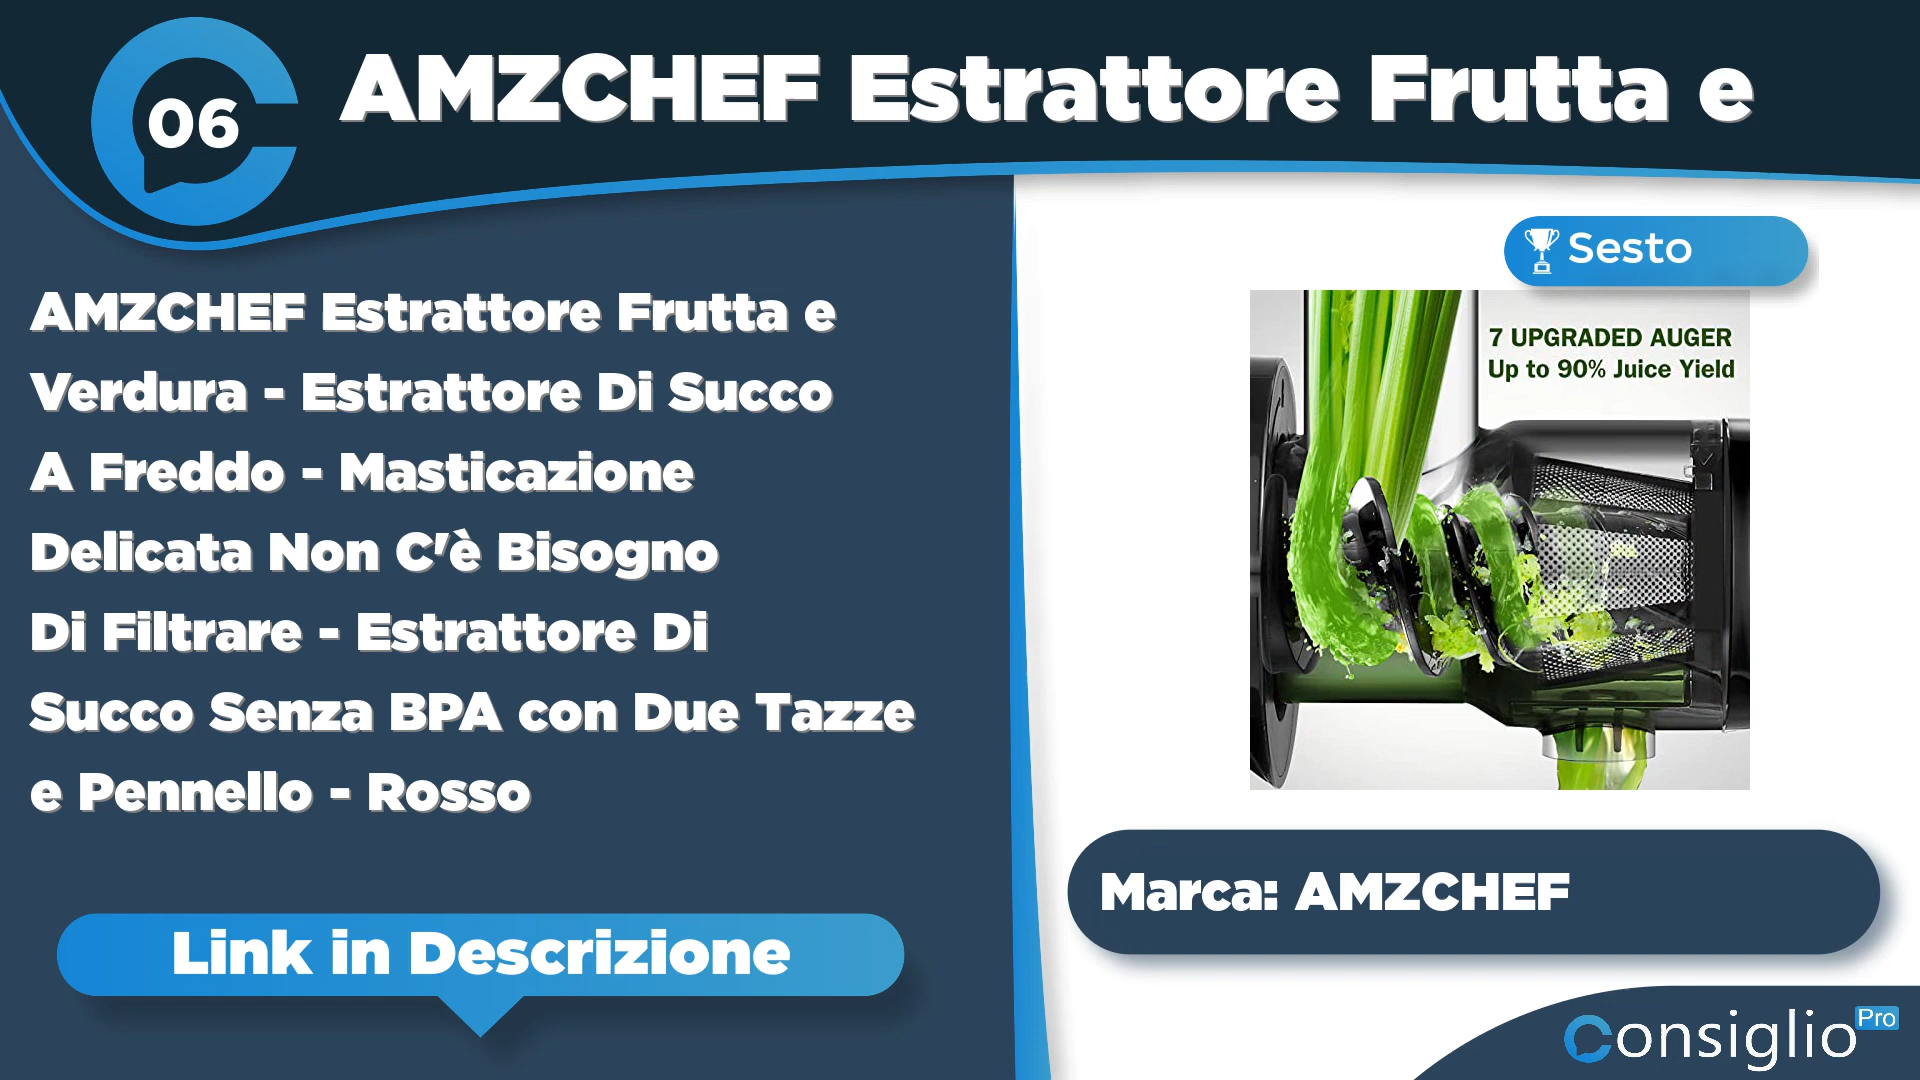 06
AMZCHEF Estrattore Frutta e
AMZCHEF Estrattore Frutta e
Verdura - Estrattore Di Succo
A Freddo - Masticazione
Delicata Non C'è Bisogno
Di Filtrare - Estrattore Di
Succo Senza BPA con Due Tazze
e Pennello - Rosso
Link in Descrizione
Sesto
7 UPGRADED AUGER
Up to 90% Juice Yield
Marca: AMZCHEF
Consiglio Pro